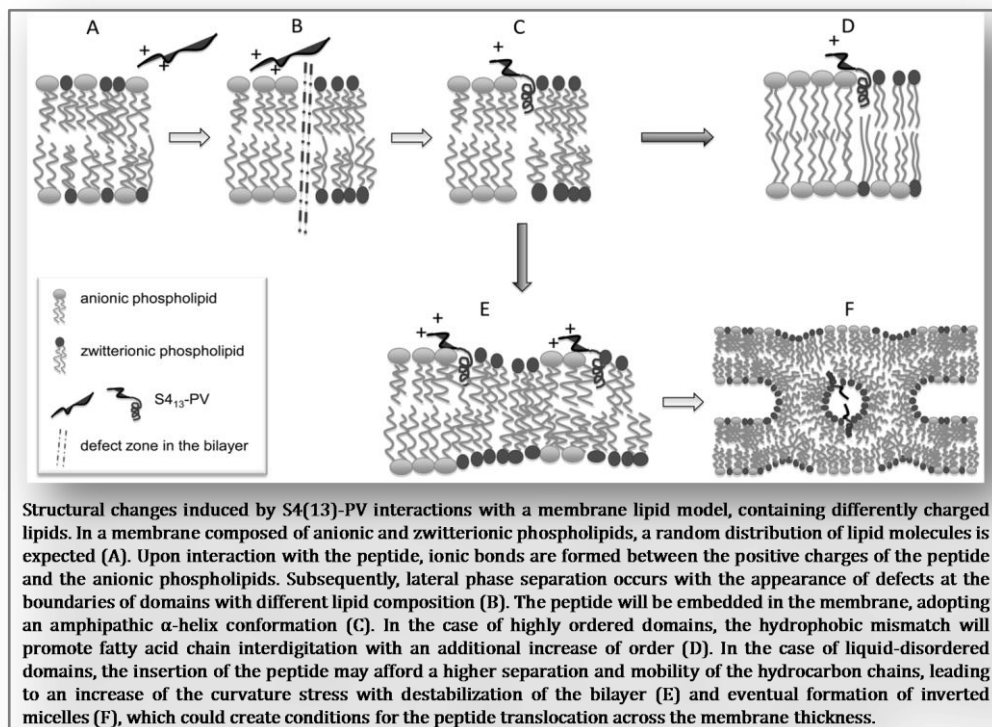 A
B
C
D
+
+
+
+
+
+
anionic phospholipid
zwitterionic phospholipid
S4₁₃-PV
defect zone in the bilayer
E
F
+
+
+
+
Structural changes induced by S4(13)-PV interactions with a membrane lipid model, containing differently charged
lipids. In a membrane composed of anionic and zwitterionic phospholipids, a random distribution of lipid molecules is
expected (A). Upon interaction with the peptide, ionic bonds are formed between the positive charges of the peptide
and the anionic phospholipids. Subsequently, lateral phase separation occurs with the appearance of defects at the
boundaries of domains with different lipid composition (B). The peptide will be embedded in the membrane, adopting
an amphipathic α-helix conformation (C). In the case of highly ordered domains, the hydrophobic mismatch will
promote fatty acid chain interdigitation with an additional increase of order (D). In the case of liquid-disordered
domains, the insertion of the peptide may afford a higher separation and mobility of the hydrocarbon chains, leading
to an increase of the curvature stress with destabilization of the bilayer (E) and eventual formation of inverted
micelles (F), which could create conditions for the peptide translocation across the membrane thickness.